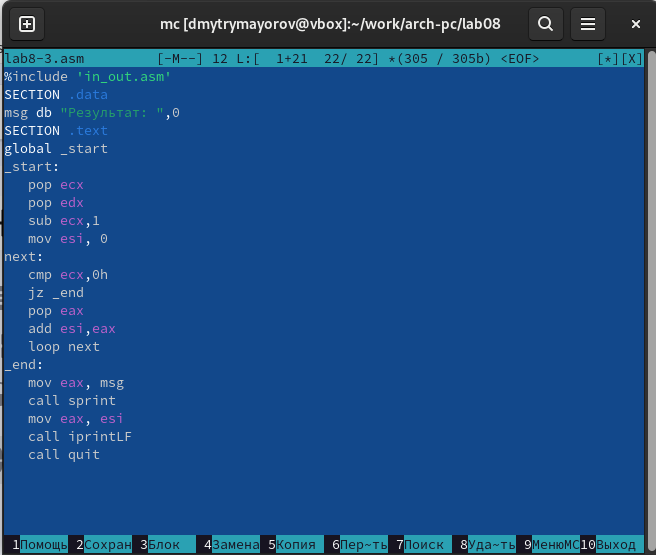 mc [dmytrymayorov@vbox]:~/work/arch-pc/lab08
lab8-3.asm [-M--] 12 L:[ 1+21 22/ 22] *(305 / 305b) <EOF> [*][X]
%include 'in_out.asm'
SECTION .data
msg db "Результат: ",0
SECTION .text
global _start
_start:
pop ecx
pop edx
sub ecx,1
mov esi, 0
next:
cmp ecx,0h
jz _end
pop eax
add esi,eax
loop next
_end:
mov eax, msg
call sprint
mov eax, esi
call iprintLF
call quit
1Помощь 2Сохран 3Блок 4Замена 5Копия 6Пер~ть 7Поиск 8Уда~ть 9МенюMC 10Выход